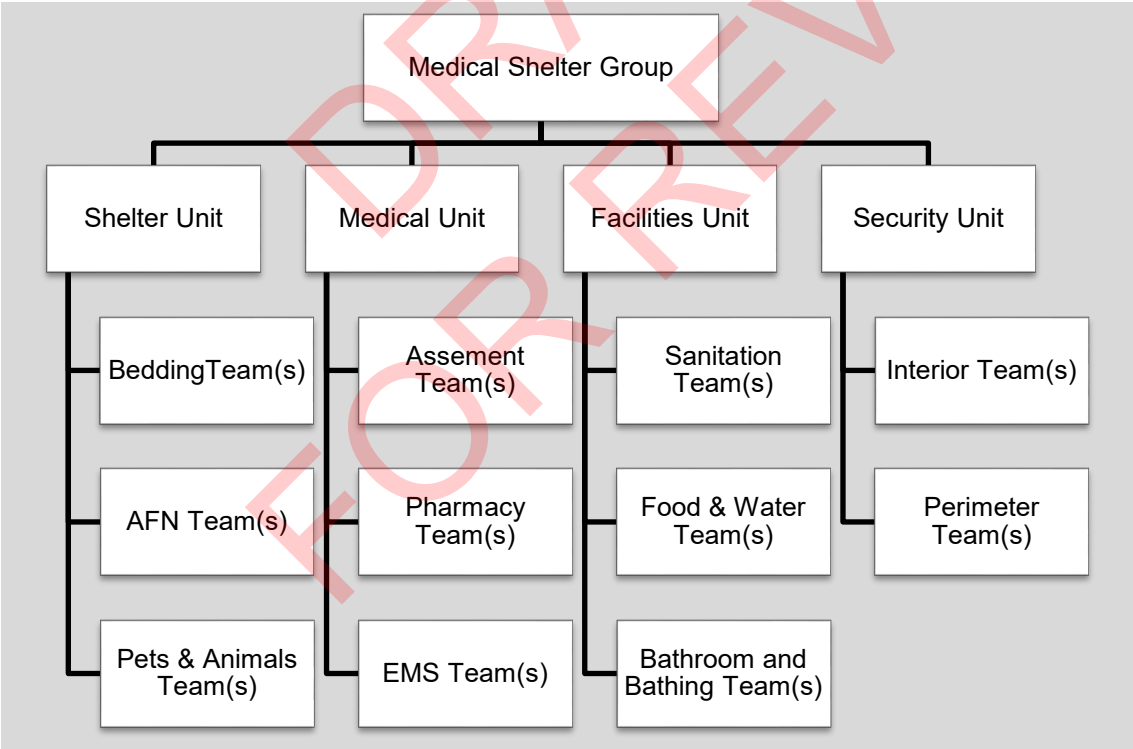 Medical Shelter Group
Shelter Unit
Medical Unit
Facilities Unit
Security Unit
BeddingTeam(s)
Assement
Team(s)
Sanitation
Team(s)
Interior Team(s)
AFN Team(s)
Pharmacy
Team(s)
Food & Water
Team(s)
Perimeter
Team(s)
Pets & Animals
Team(s)
EMS Team(s)
Bathroom and
Bathing Team(s)
FOR REV